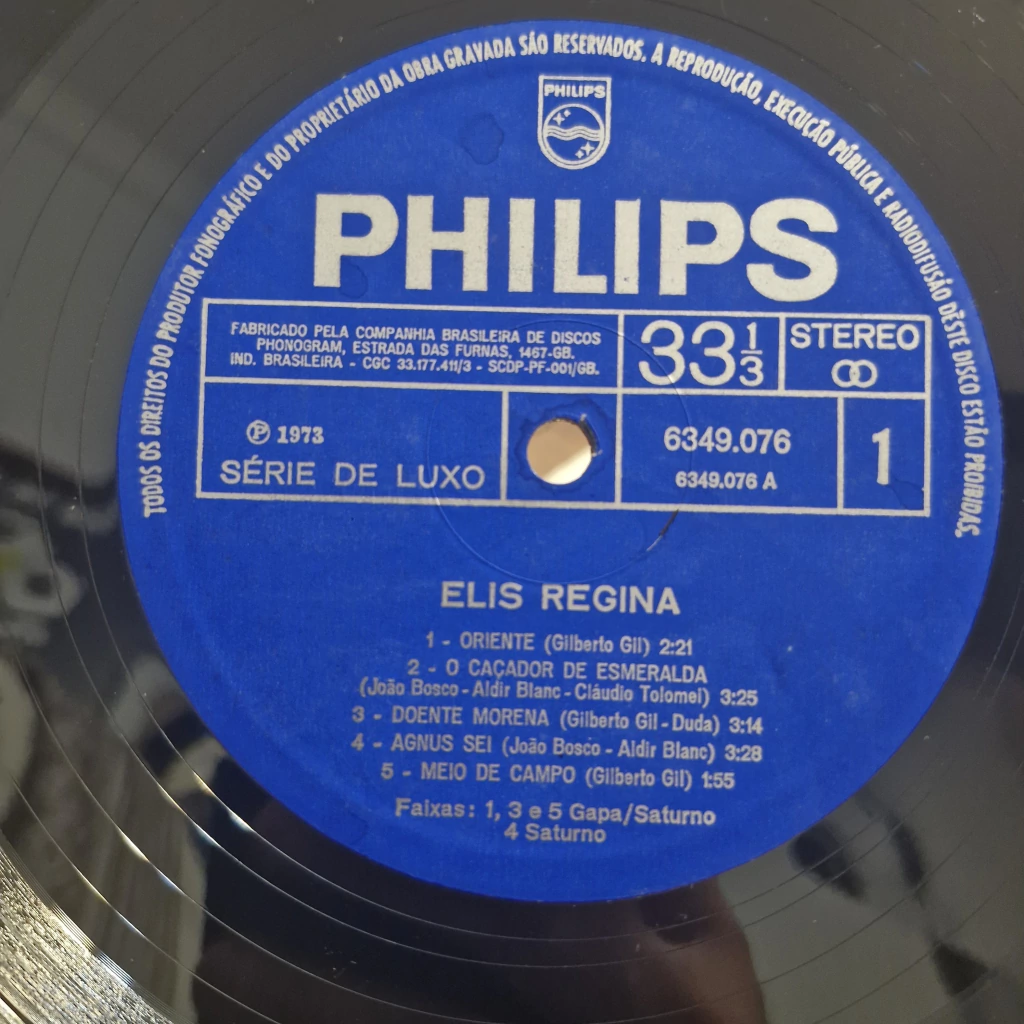 TODOS OS DIREITOS DO PRODUTOR FONOGRÁFICO E DO PROPRIETÁRIO DA OBRA GRAVADA SÃO RESERVADOS. A REPRODUÇÃO, EXECUÇÃO PÚBLICA E RADIODIFUSÃO DÊSTE DISCO ESTÃO PROIBIDAS.
PHILIPS
PHILIPS
FABRICADO PELA COMPANHIA BRASILEIRA DE DISCOS
PHONOGRAM, ESTRADA DAS FURNAS, 1467-GB.
IND. BRASILEIRA - CGC 33.177.411/3 - SCDP-PF-001/GB.
33 1/3
STEREO
℗ 1973
SÉRIE DE LUXO
6349.076
6349.076 A
1
ELIS REGINA
1 - ORIENTE (Gilberto Gil) 2:21
2 - O CAÇADOR DE ESMERALDA
(João Bosco - Aldir Blanc - Cláudio Tolomei) 3:25
3 - DOENTE MORENA (Gilberto Gil - Duda) 3:14
4 - AGNUS SEI (João Bosco - Aldir Blanc) 3:28
5 - MEIO DE CAMPO (Gilberto Gil) 1:55
Faixas: 1, 3 e 5 Gapa/Saturno
4 Saturno